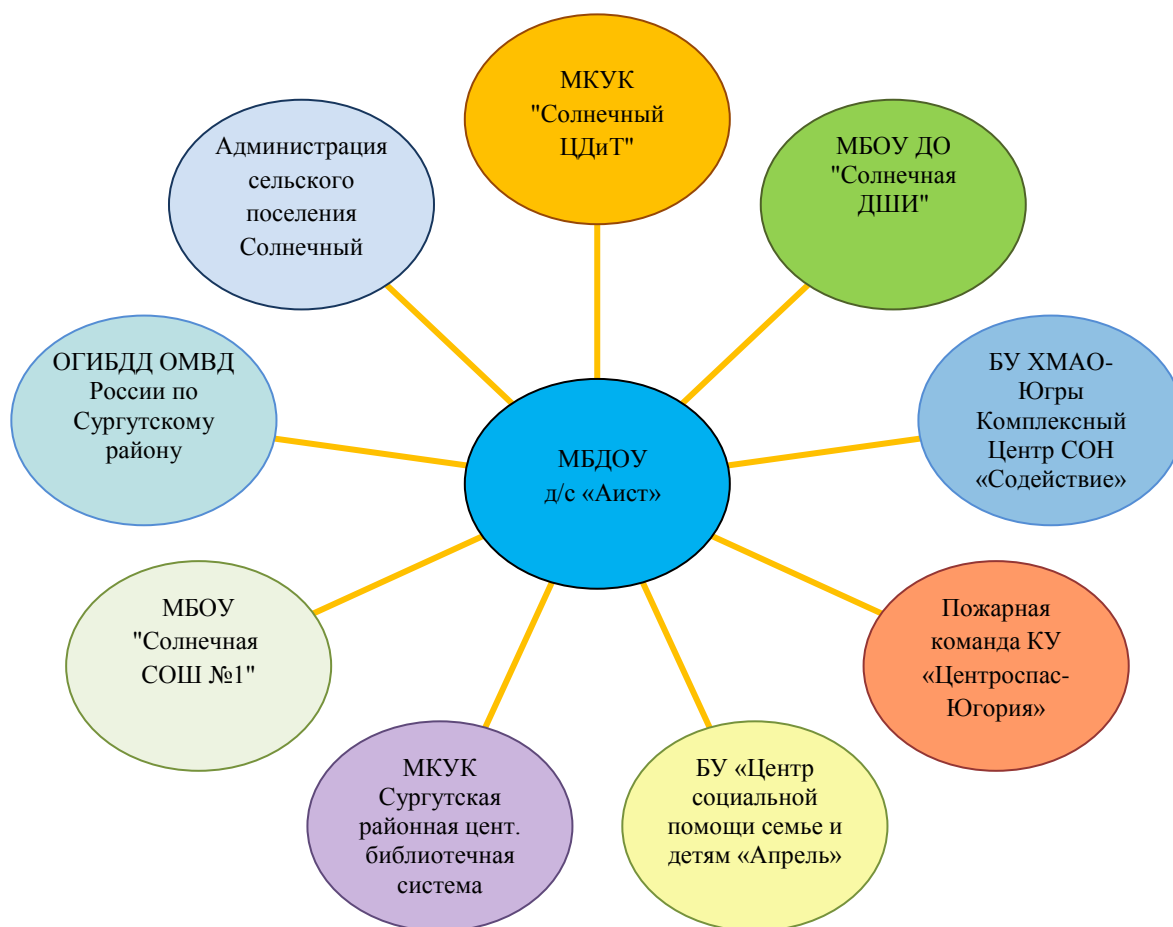 МКУК
"Солнечный
ЦДиТ"
МБОУ ДО
"Солнечная
ДШИ"
БУ ХМАО-
Югры
Комплексный
Центр СОН
«Содействие»
Пожарная
команда КУ
«Центроспас-
Югория»
БУ «Центр
социальной
помощи семье и
детям «Апрель»
МКУК
Сургутская
районная цент.
библиотечная
система
МБОУ
"Солнечная
СОШ №1"
ОГИБДД ОМВД
России по
Сургутскому
району
Администрация
сельского
поселения
Солнечный
МБДОУ
д/с «Аист»